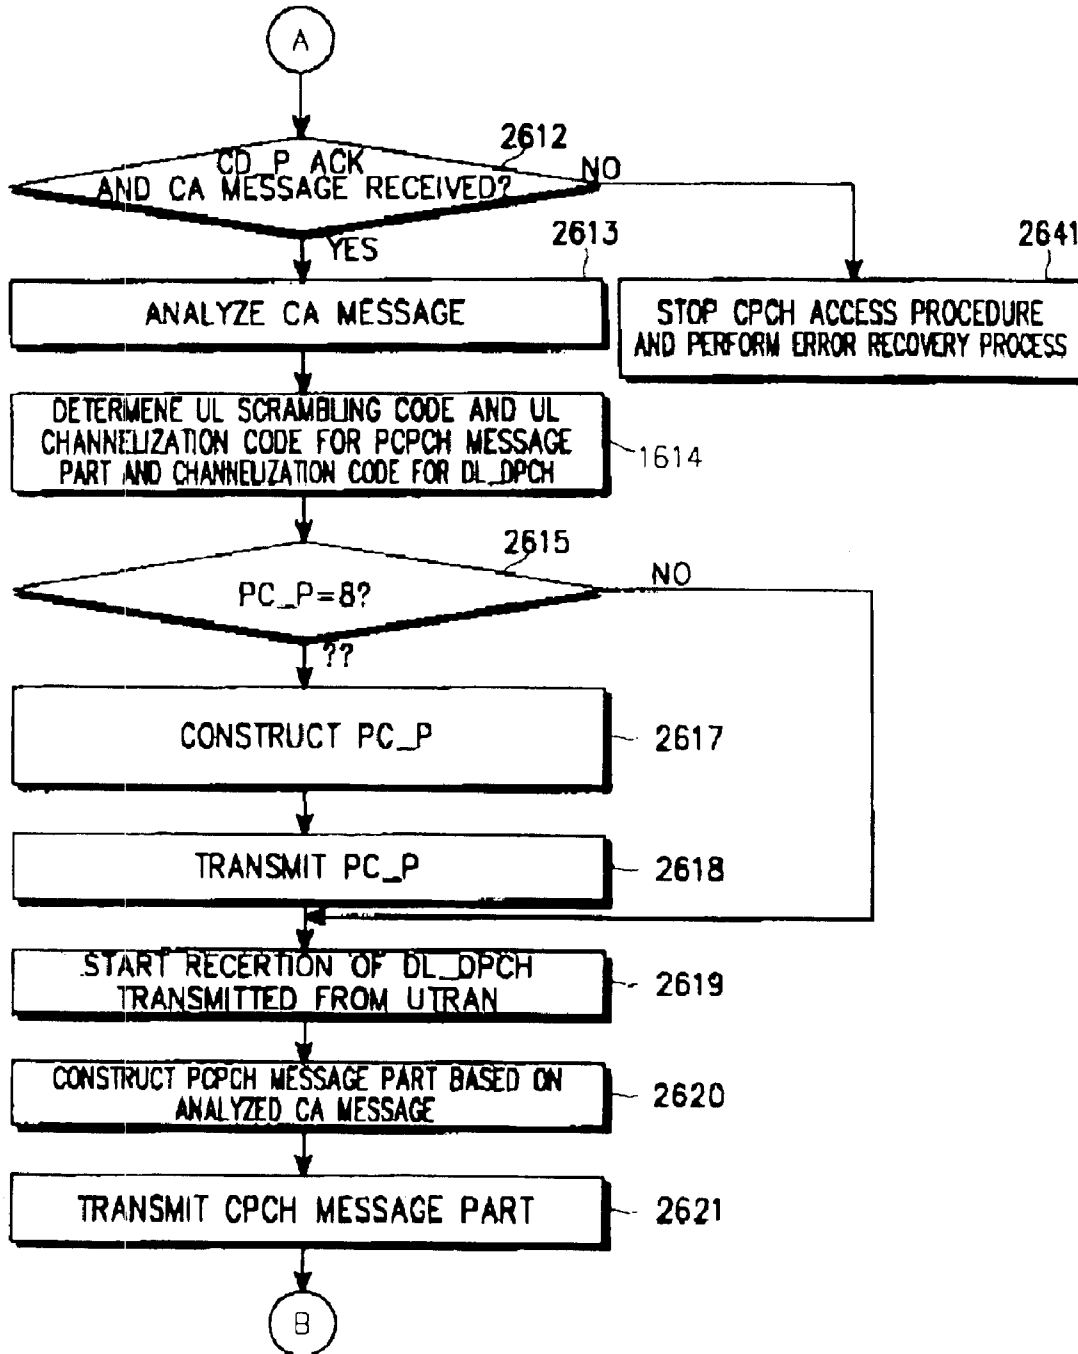 A
2612
CD_P ACK
AND CA MESSAGE RECEIVED?
NO
YES
2613
ANALYZE CA MESSAGE
2641
STOP CPCH ACCESS PROCEDURE
AND PERFORM ERROR RECOVERY PROCESS
DETERMENE UL SCRAMBLING CODE AND UL
CHANNELIZATION CODE FOR PCPCH MESSAGE
PART AND CHANNELIZATION CODE FOR DL_DPCH
1614
2615
PC_P=8?
NO
??
CONSTRUCT PC_P
2617
TRANSMIT PC_P
2618
START RECERTION OF DL_DPCH
TRANSMITTED FROM UTRAN
2619
CONSTRUCT PCPCH MESSAGE PART BASED ON
ANALYZED CA MESSAGE
2620
TRANSMIT CPCH MESSAGE PART
2621
B